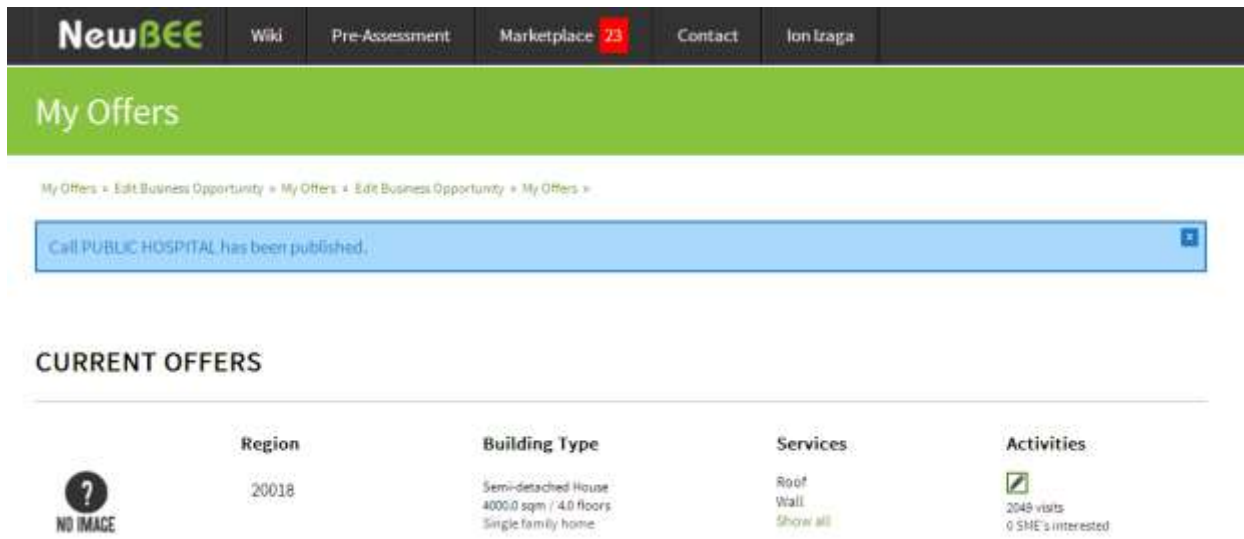 NewBEE Wiki Pre-Assessment Marketplace 23 Contact Ion Izaga
My Offers
My Offers » Edit Business Opportunity » My Offers » Edit Business Opportunity » My Offers »
Call PUBLIC HOSPITAL has been published. x
CURRENT OFFERS
Region Building Type Services Activities
? NO IMAGE
20018
Semi-detached House
4000.0 sqm / 4.0 floors
Single family home
Roof
Wall
Show all
2049 visits
0 SME's interested